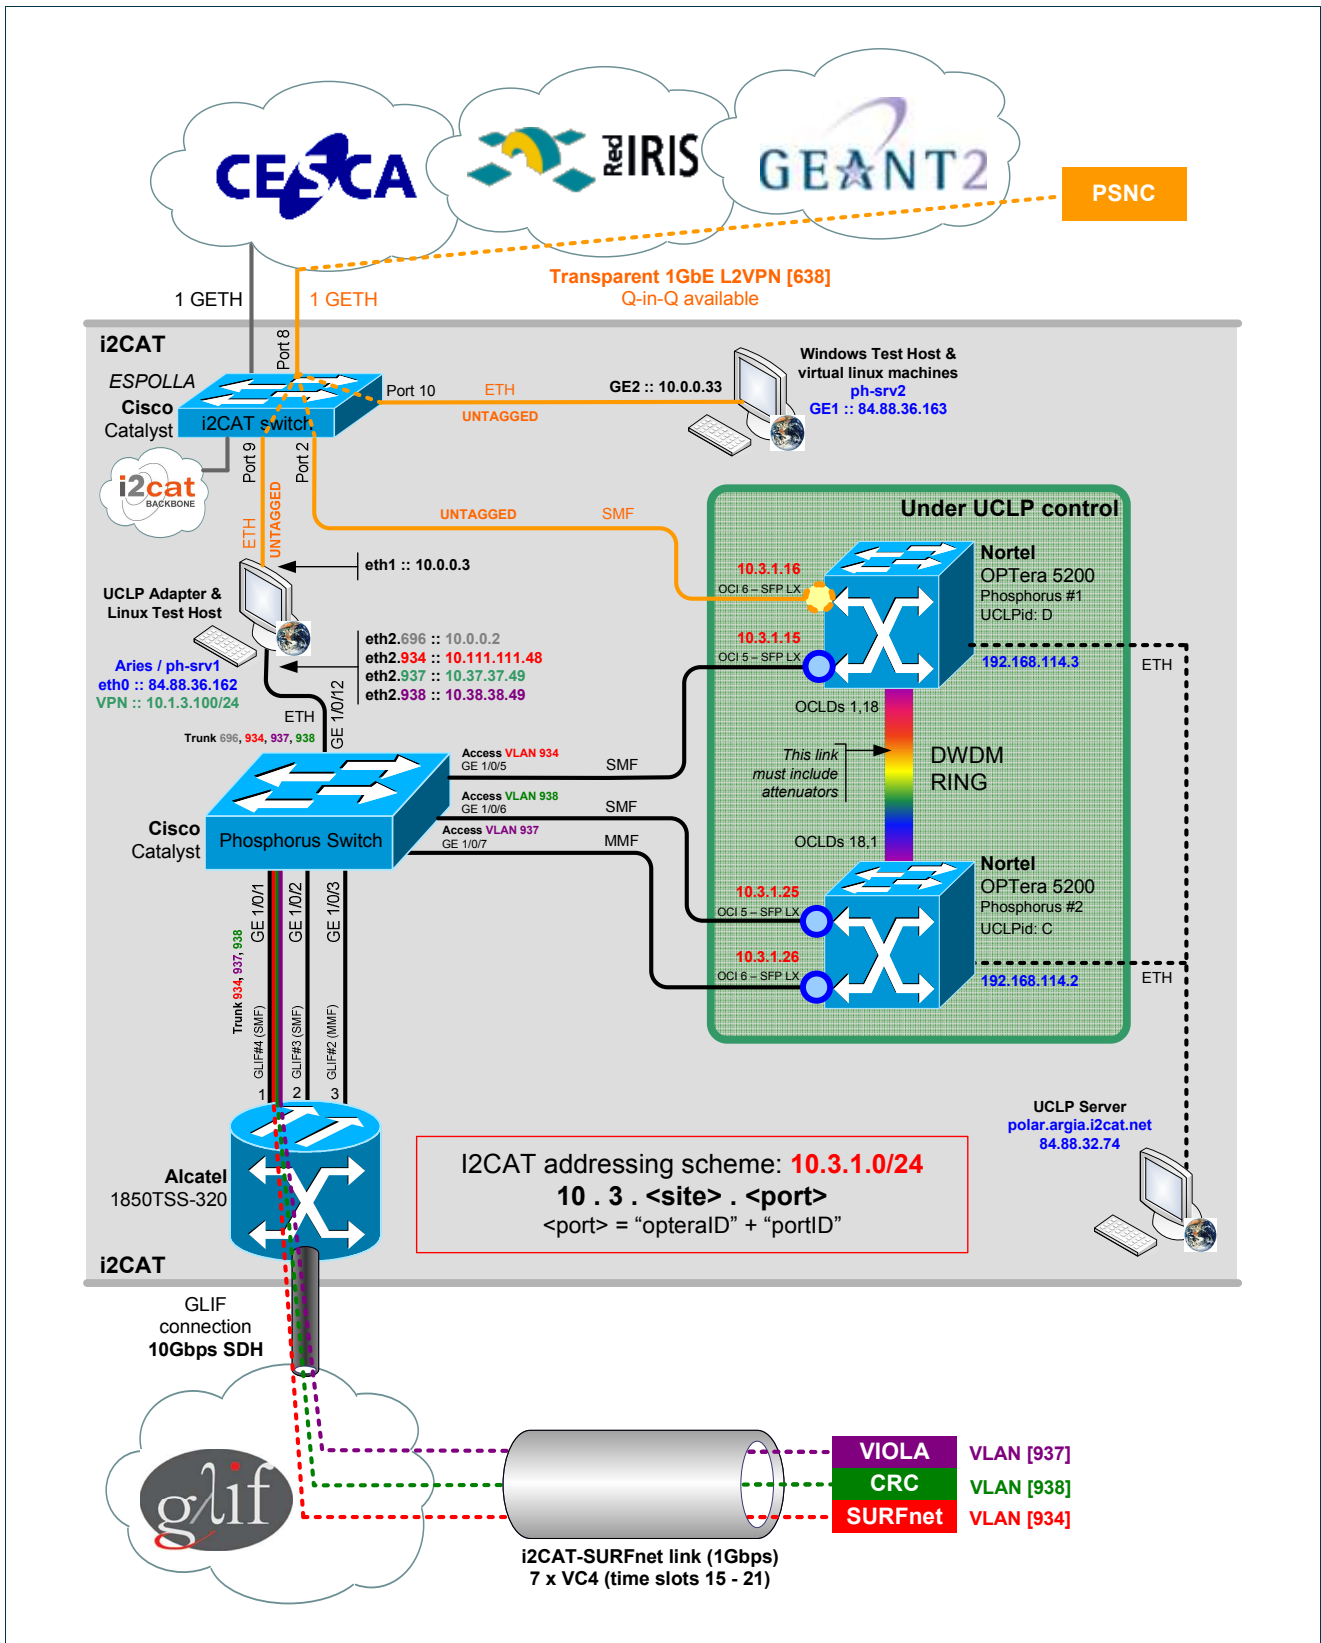 CESCA
Red IRIS
GEANT2
PSNC
Transparent 1GbE L2VPN [638]
Q-in-Q available
1 GETH
1 GETH
i2CAT
Port 8
ESPOLLA
Cisco
Catalyst
i2CAT switch
Port 10
ETH
UNTAGGED
GE2 :: 10.0.0.33
Windows Test Host &
virtual linux machines
ph-srv2
GE1 :: 84.88.36.163
Port 9
Port 2
i2cat
BACKBONE
ETH
UNTAGGED
UNTAGGED
SMF
Under UCLP control
eth1 :: 10.0.0.3
UCLP Adapter &
Linux Test Host
Aries / ph-srv1
eth0 :: 84.88.36.162
VPN :: 10.1.3.100/24
eth2.696 :: 10.0.0.2
eth2.934 :: 10.111.111.48
eth2.937 :: 10.37.37.49
eth2.938 :: 10.38.38.49
10.3.1.16
OCI 6 – SFP LX
10.3.1.15
OCI 5 – SFP LX
Nortel
OPTera 5200
Phosphorus #1
UCLPid: D
192.168.114.3
ETH
ETH
GE 1/0/12
Trunk 696, 934, 937, 938
OCLDs 1,18
This link
must include
attenuators
DWDM
RING
OCLDs 18,1
Access VLAN 934
GE 1/0/5
SMF
Access VLAN 938
GE 1/0/6
SMF
Access VLAN 937
GE 1/0/7
MMF
Cisco
Catalyst
Phosphorus Switch
10.3.1.25
OCI 5 – SFP LX
10.3.1.26
OCI 6 – SFP LX
Nortel
OPTera 5200
Phosphorus #2
UCLPid: C
192.168.114.2
ETH
GE 1/0/1
GE 1/0/2
GE 1/0/3
Trunk 934, 937, 938
GLIF#4 (SMF)
GLIF#3 (SMF)
GLIF#2 (MMF)
1
2
3
Alcatel
1850TSS-320
I2CAT addressing scheme: 10.3.1.0/24
10 . 3 . <site> . <port>
<port> = “opteraID” + “portID”
UCLP Server
polar.argia.i2cat.net
84.88.32.74
i2CAT
GLIF
connection
10Gbps SDH
glif
VIOLA
VLAN [937]
CRC
VLAN [938]
SURFnet
VLAN [934]
i2CAT-SURFnet link (1Gbps)
7 x VC4 (time slots 15 - 21)